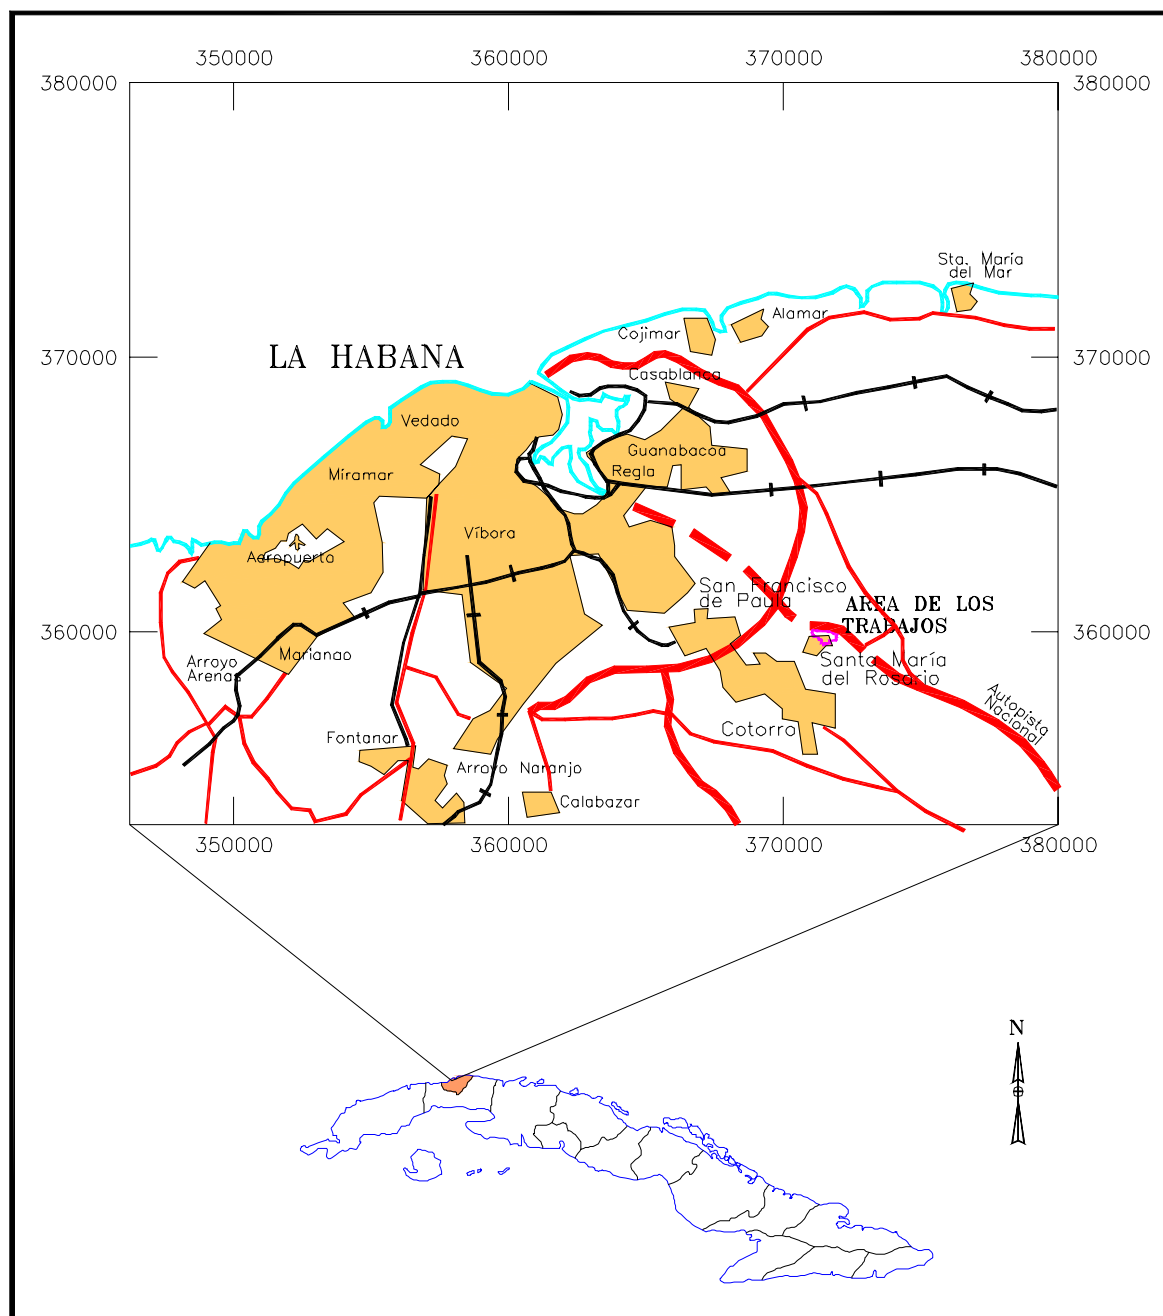 350000 360000 370000 380000
380000 380000
Sta. María
del Mar
Alamar
Cojimar
370000 LA HABANA 370000
Casablanca
Vedado
Guanabacoa
Miramar Regla
Víbora
Aeropuerto
San Francisco
de Paula
AREA DE LOS
TRABAJOS
360000 360000
Marianao
Arroyo
Arenas
Santa María
del Rosario
Autopista
Nacional
Cotorro
Fontanar
Arroyo Naranjo
Calabazar
350000 360000 370000 380000
N